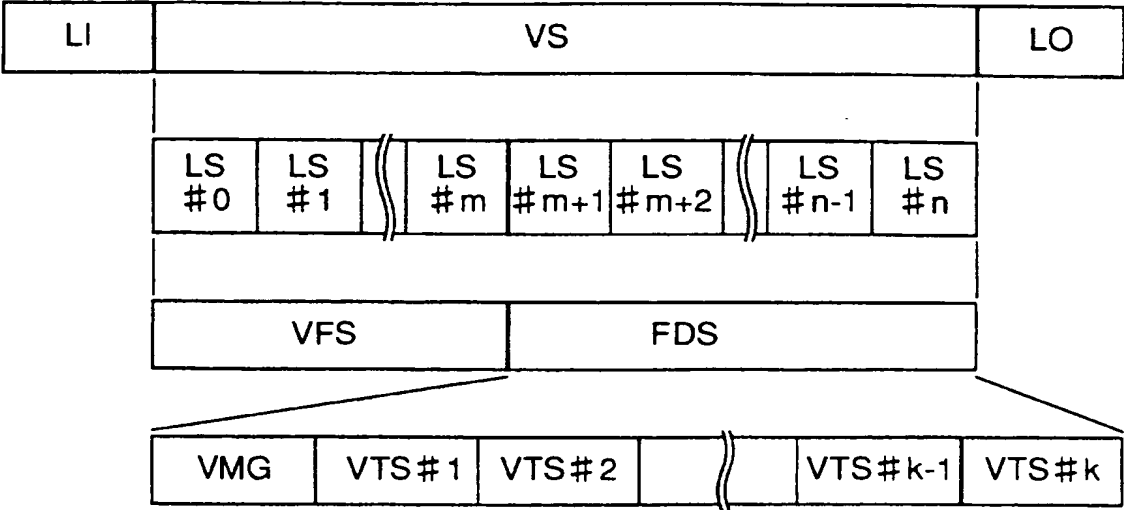 LI VS LO
LS #0 LS #1 LS #m LS #m+1 LS #m+2 LS #n-1 LS #n
VFS FDS
VMG VTS#1 VTS#2 VTS#k-1 VTS#k